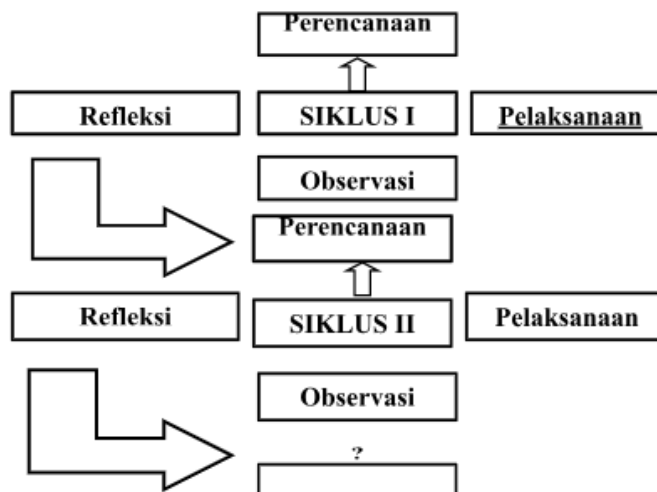 Perencanaan
Refleksi
SIKLUS I
Pelaksanaan
Observasi
Perencanaan
Refleksi
SIKLUS II
Pelaksanaan
Observasi
?